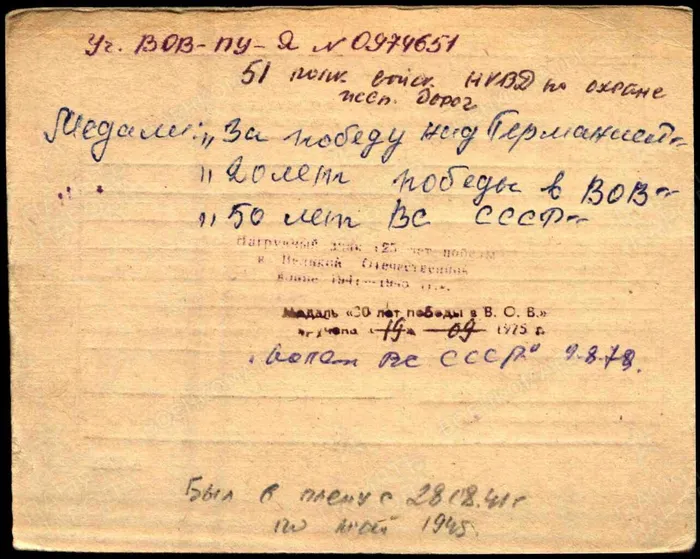 Уч. ВОВ-ПУ-Я № 0974651
51 полк войск НКВД по охране
жел. дорог
Медали: „За победу над Германией“
„20 лет победы в ВОВ“
„50 лет ВС СССР“
Нагрудный знак «25 лет победы
в Великой Отечественной
войне 1941–1945 гг.»
Медаль «30 лет победы в В. О. В.»
вручена «19» 09 1975 г.
„60 лет ВС СССР“ 9.8.78.
Был в плену с 28.8.41 г
по май 1945.